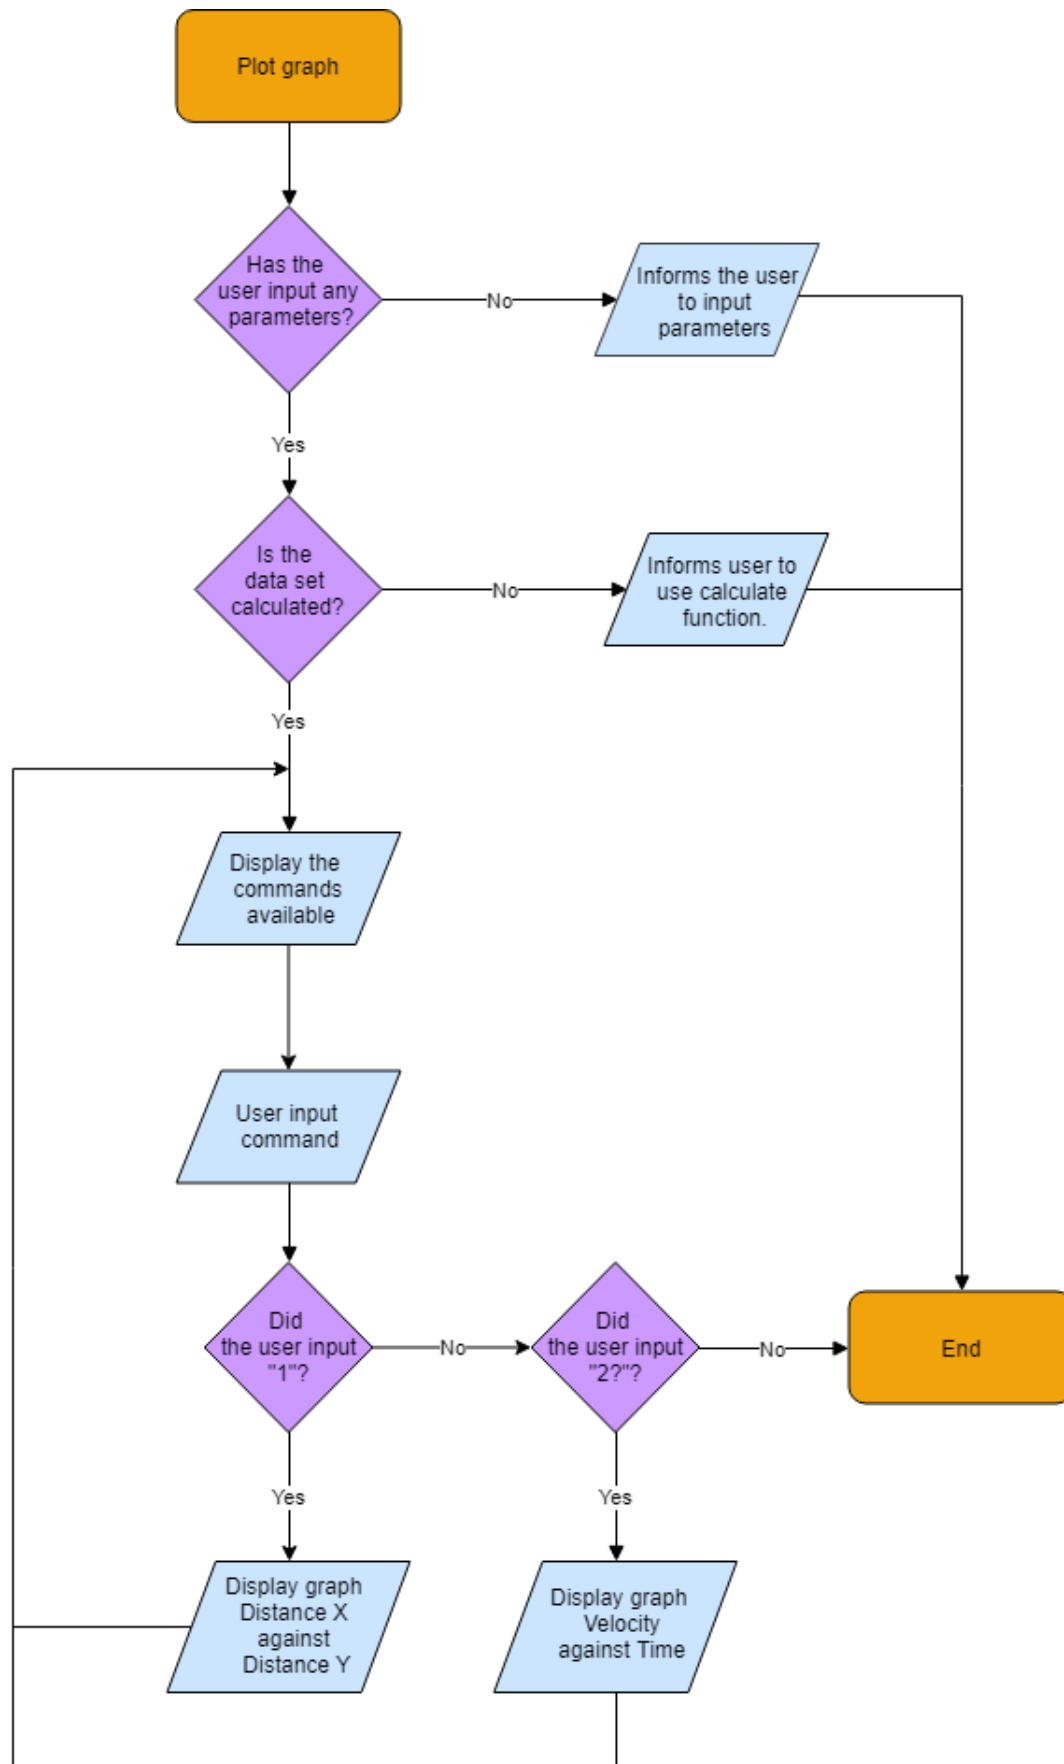 Plot graph
Has the
user input any
parameters?
No
Informs the user
to input
parameters
Yes
Is the
data set
calculated?
No
Informs user to
use calculate
function.
Yes
Display the
commands
available
User input
command
Did
the user input
"1"?
No
Did
the user input
"2?"?
No
End
Yes
Yes
Display graph
Distance X
against
Distance Y
Display graph
Velocity
against Time